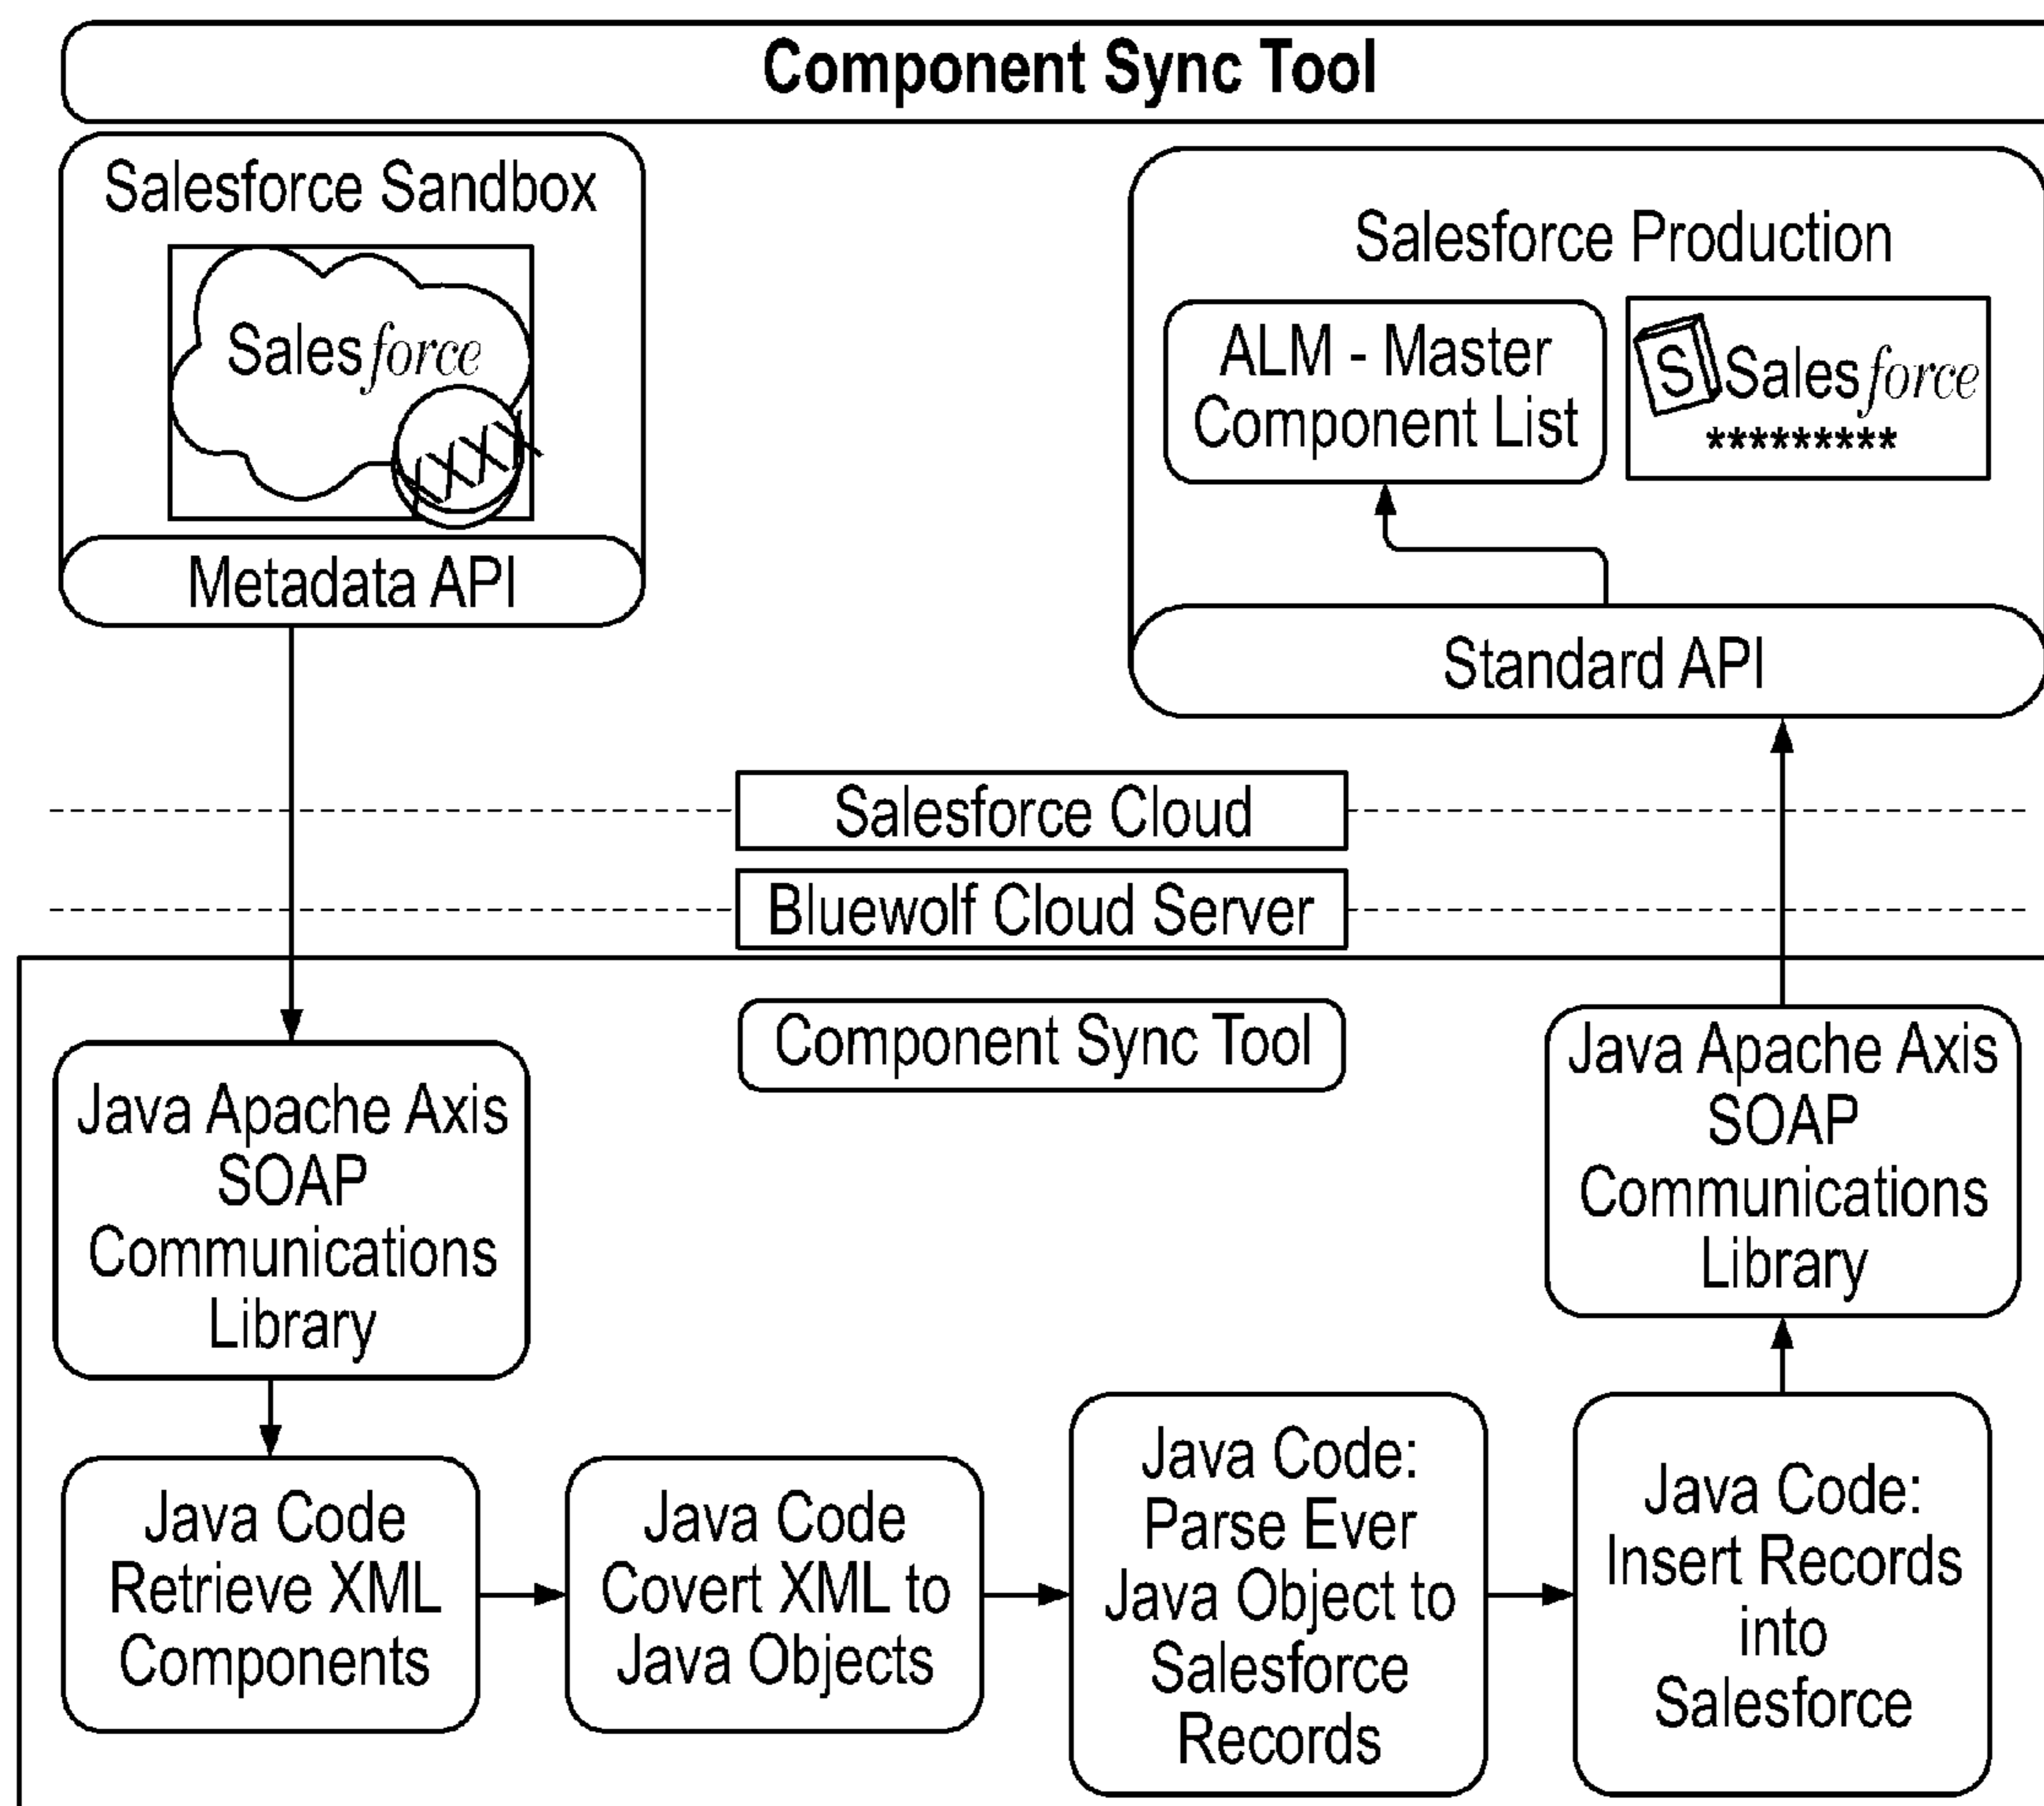 Component Sync Tool
Salesforce Sandbox
Salesforce
XXX
Metadata API
Salesforce Production
ALM - Master
Component List
S Salesforce
*********
Standard API
Salesforce Cloud
Bluewolf Cloud Server
Component Sync Tool
Java Apache Axis
SOAP
Communications
Library
Java Apache Axis
SOAP
Communications
Library
Java Code
Retrieve XML
Components
Java Code
Covert XML to
Java Objects
Java Code:
Parse Ever
Java Object to
Salesforce
Records
Java Code:
Insert Records
into
Salesforce